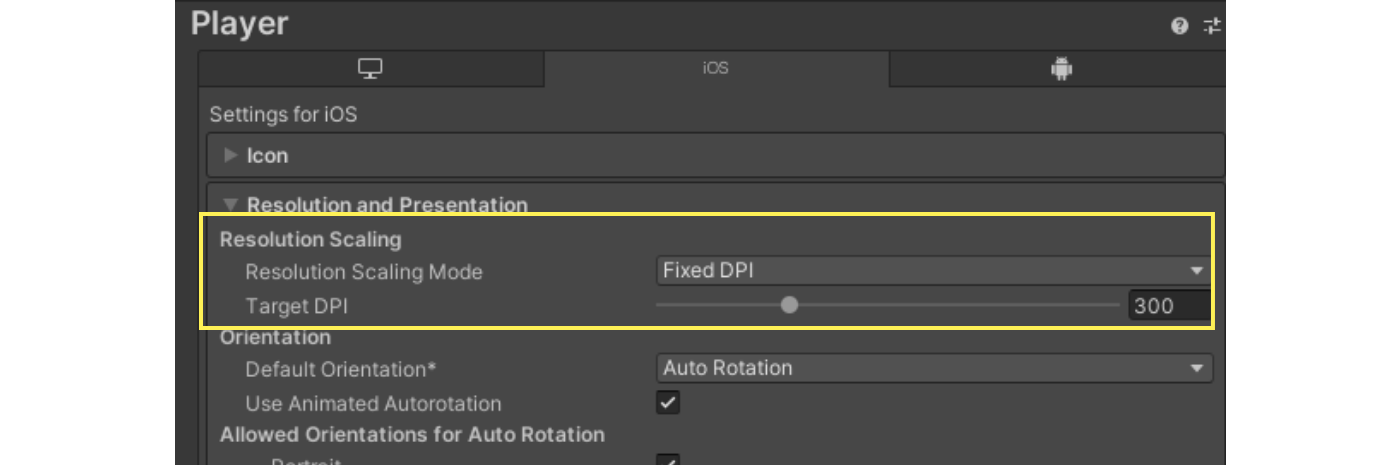 Player
iOS
Settings for iOS
Icon
Resolution and Presentation
Resolution Scaling
Resolution Scaling Mode Fixed DPI
Target DPI 300
Orientation
Default Orientation* Auto Rotation
Use Animated Autorotation
Allowed Orientations for Auto Rotation
Portrait